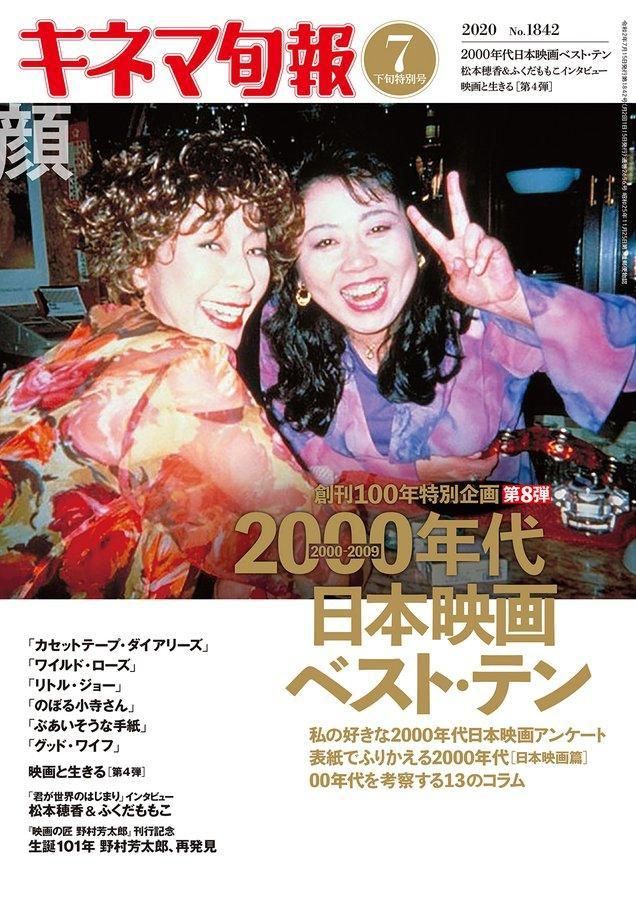 キネマ旬報
7
下旬特別号
2020 No.1842
2000年代日本映画ベスト・テン
松本穂香&ふくだももこインタビュー
映画と生きる[第4弾]
顔
創刊100年特別企画 第8弾
2000年代
2000-2009
日本映画
ベスト・テン
私の好きな2000年代日本映画アンケート
表紙でふりかえる2000年代[日本映画篇]
00年代を考察する13のコラム
「カセットテープ・ダイアリーズ」
「ワイルド・ローズ」
「リトル・ジョー」
「のぼる小寺さん」
「ぶあいそうな手紙」
「グッド・ワイフ」
映画と生きる[第4弾]
「君が世界のはじまり」インタビュー
松本穂香&ふくだももこ
『映画の匠 野村芳太郎』刊行記念
生誕101年 野村芳太郎、再発見